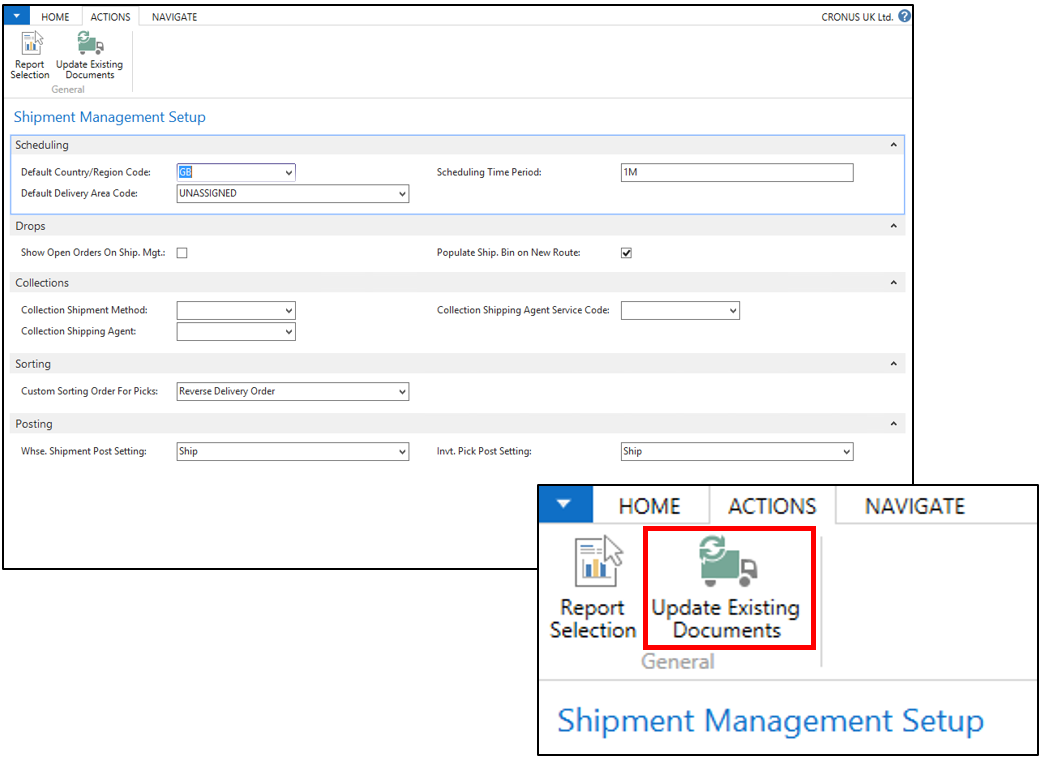 HOME ACTIONS NAVIGATE CRONUS UK Ltd. ?
Report Update Existing
Selection Documents
General
Shipment Management Setup
Scheduling
Default Country/Region Code: GB Scheduling Time Period: 1M
Default Delivery Area Code: UNASSIGNED
Drops
Show Open Orders On Ship. Mgt.: Populate Ship. Bin on New Route:
Collections
Collection Shipment Method: Collection Shipping Agent Service Code:
Collection Shipping Agent:
Sorting
Custom Sorting Order For Picks: Reverse Delivery Order
Posting
Whse. Shipment Post Setting: Ship Invt. Pick Post Setting: Ship
HOME ACTIONS NAVIGATE
Report Update Existing
Selection Documents
General
Shipment Management Setup